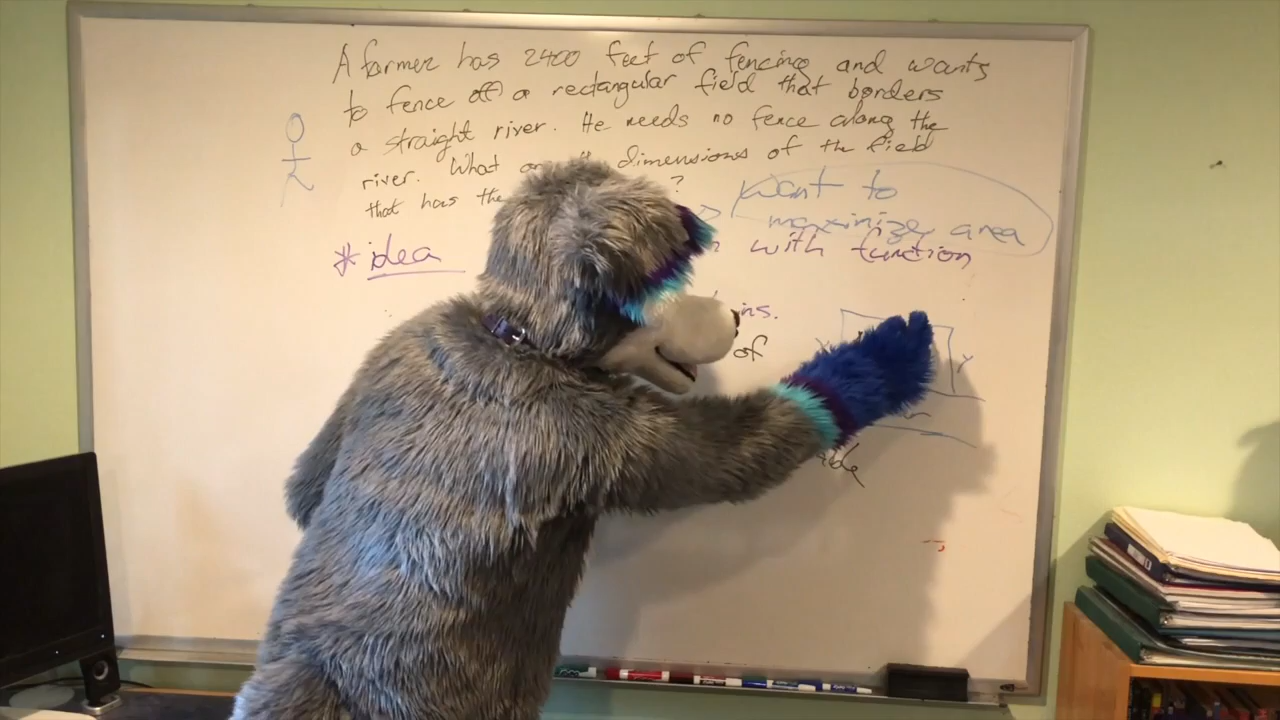 A farmer has 2400 feet of fencing and wants
to fence off a rectangular field that borders
a straight river. He needs no fence along the
river. What dimensions of the field
that has the ?
want to
maximize area
* idea with function
ins.
of
y